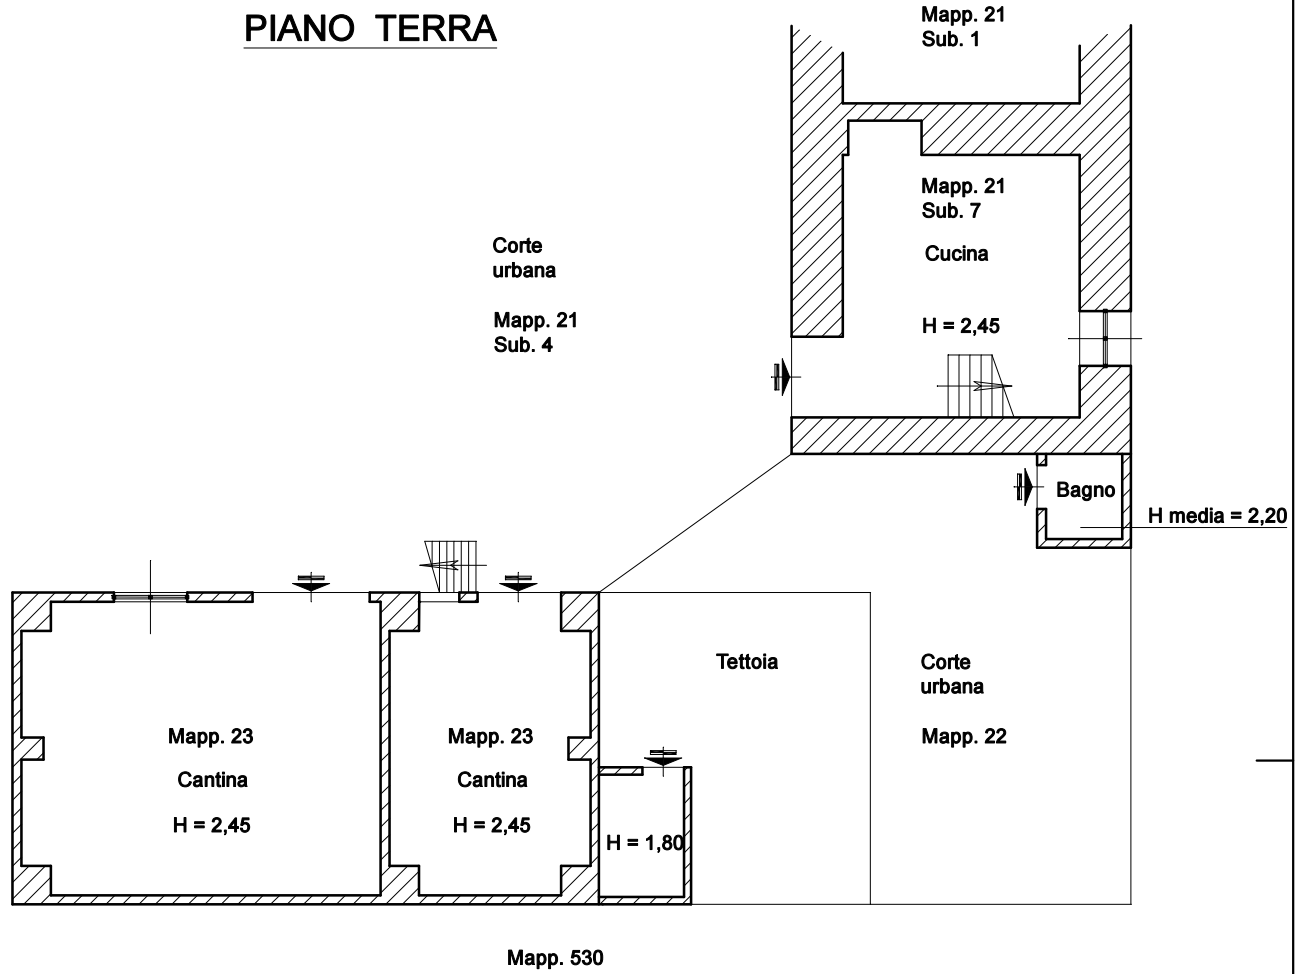 PIANO TERRA
Mapp. 21
Sub. 1
Mapp. 21
Sub. 7
Cucina
H = 2,45
Corte
urbana
Mapp. 21
Sub. 4
Bagno
H media = 2,20
Tettoia
Corte
urbana
Mapp. 22
Mapp. 23
Cantina
H = 2,45
Mapp. 23
Cantina
H = 2,45
H = 1,80
Mapp. 530